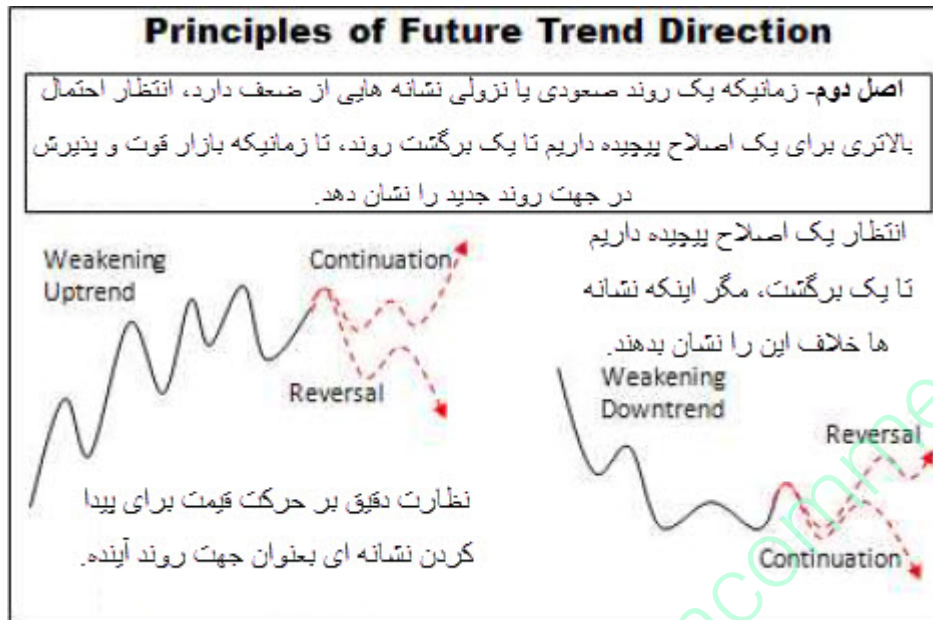 Principles of Future Trend Direction
اصل دوم- زمانیکه یک روند صعودی یا نزولی نشانه هایی از ضعف دارد، انتظار احتمال
بالاتری برای یک اصلاح پیچیده داریم تا یک برگشت روند، تا زمانیکه بازار قوت و پذیرش
در جهت روند جدید را نشان دهد.
انتظار یک اصلاح پیچیده داریم
تا یک برگشت، مگر اینکه نشانه
ها خلاف این را نشان بدهند.
Weakening
Uptrend
Continuation
Reversal
Weakening
Downtrend
Reversal
Continuation
نظارت دقیق بر حرکت قیمت برای پیدا
کردن نشانه ای بعنوان جهت روند آینده.